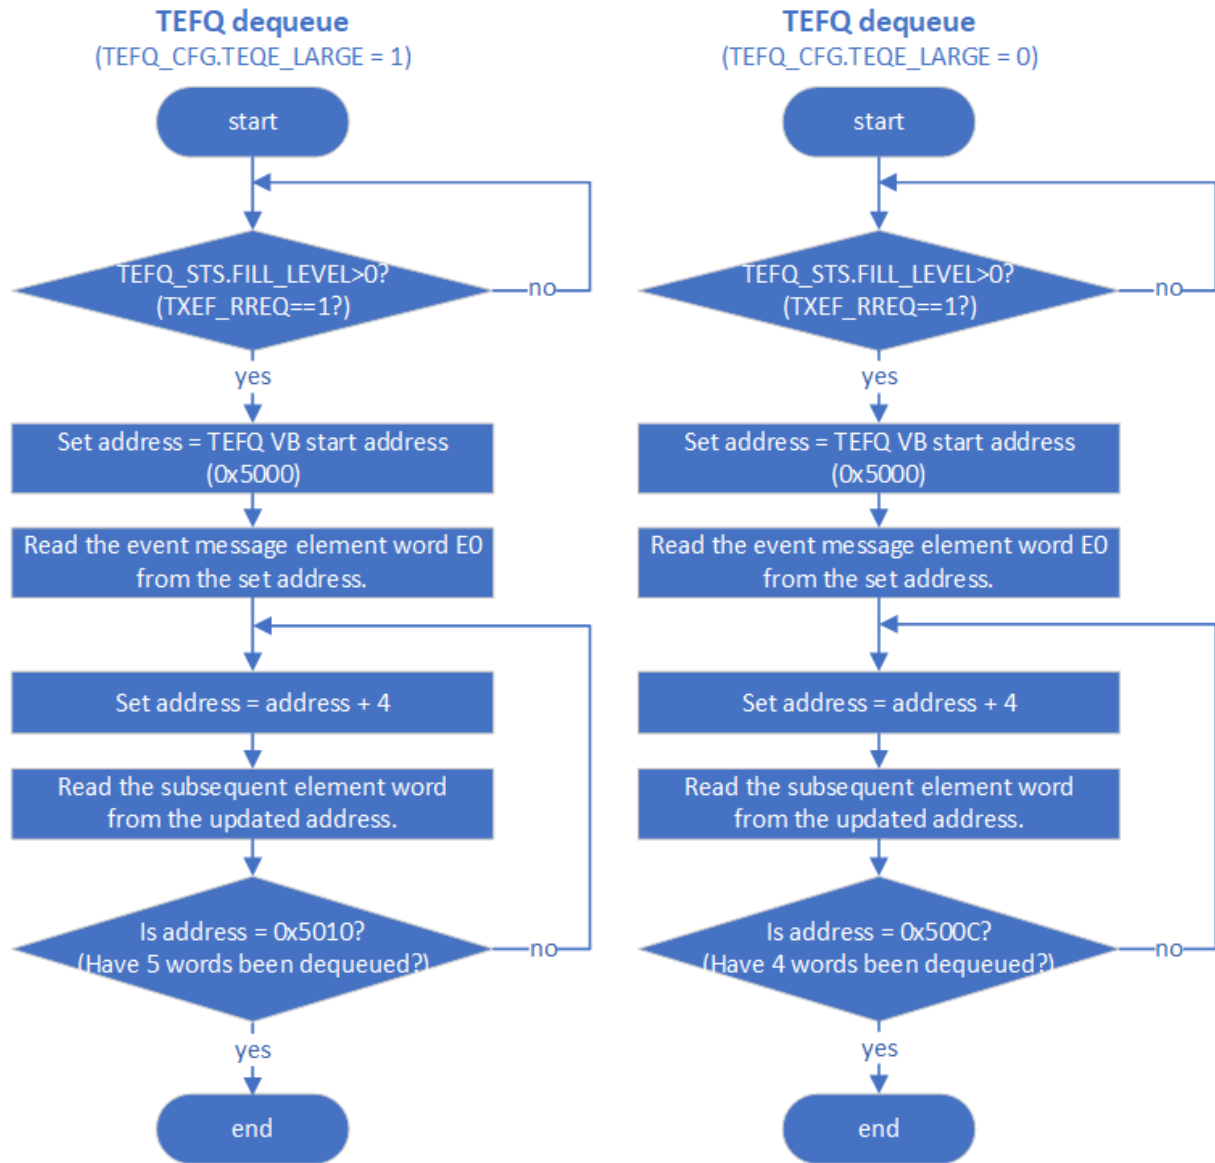 TEFQ dequeue
(TEFQ_CFG.TEQE_LARGE = 1)
start
TEFQ_STS.FILL_LEVEL>0?
(TXEF_RREQ==1?)
no
yes
Set address = TEFQ VB start address
(0x5000)
Read the event message element word E0
from the set address.
Set address = address + 4
Read the subsequent element word
from the updated address.
Is address = 0x5010?
(Have 5 words been dequeued?)
no
yes
end
TEFQ dequeue
(TEFQ_CFG.TEQE_LARGE = 0)
start
TEFQ_STS.FILL_LEVEL>0?
(TXEF_RREQ==1?)
no
yes
Set address = TEFQ VB start address
(0x5000)
Read the event message element word E0
from the set address.
Set address = address + 4
Read the subsequent element word
from the updated address.
Is address = 0x500C?
(Have 4 words been dequeued?)
no
yes
end